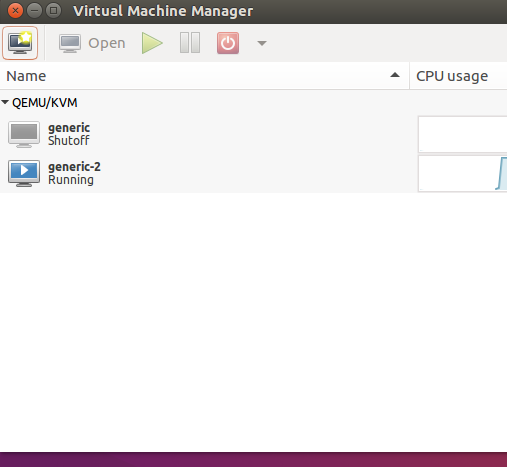 Virtual Machine Manager
Open
Name CPU usage
QEMU/KVM
generic
Shutoff
generic-2
Running